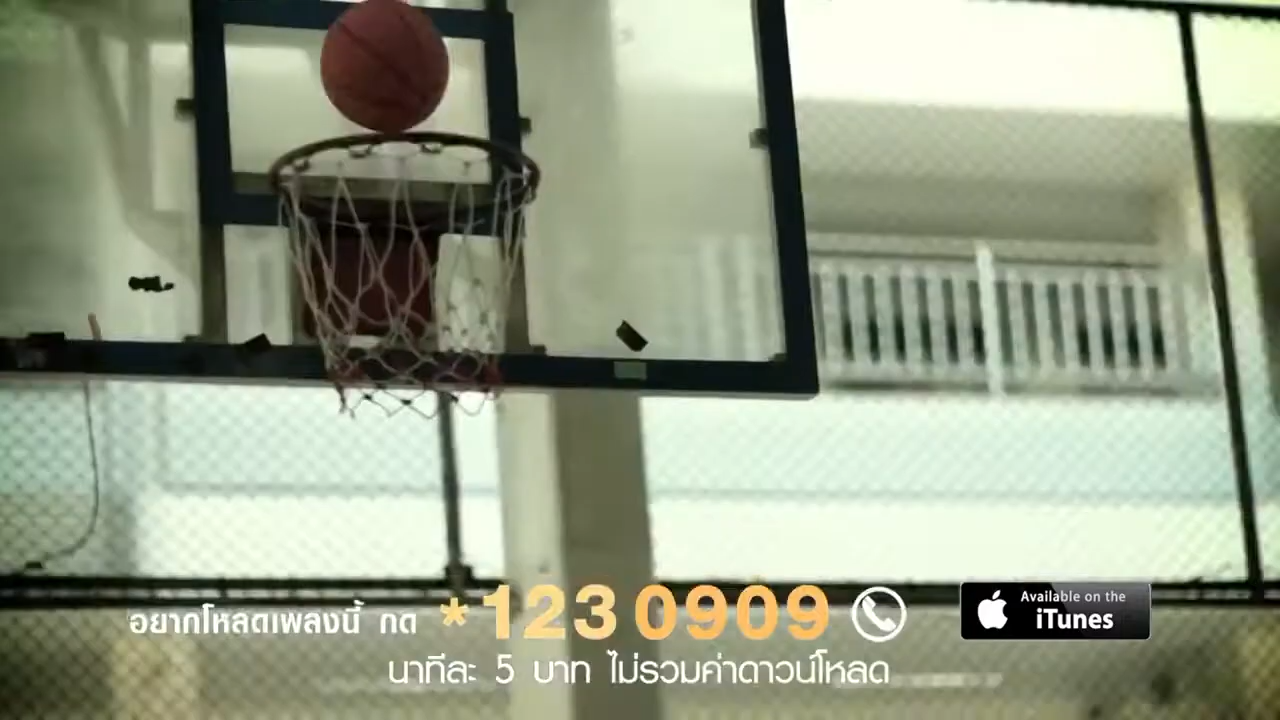 อยากโหลดเพลงนี้ กด *123 0909
Available on the
iTunes
นาทีละ 5 บาท ไม่รวมค่าดาวน์โหลด